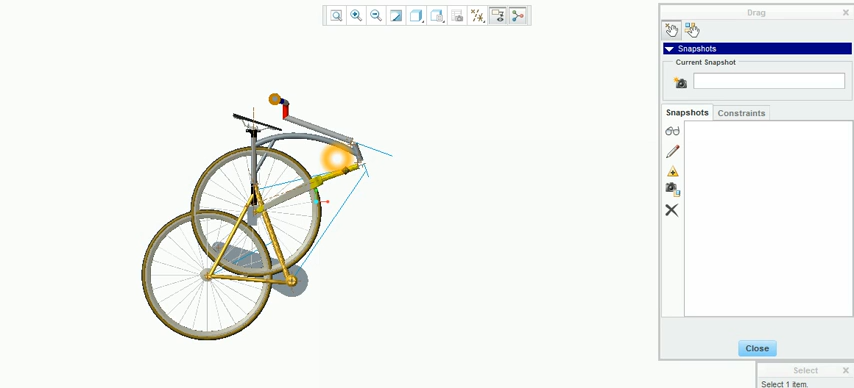 Drag
Snapshots
Current Snapshot
Snapshots
Constraints
Close
Select
Select 1 item.